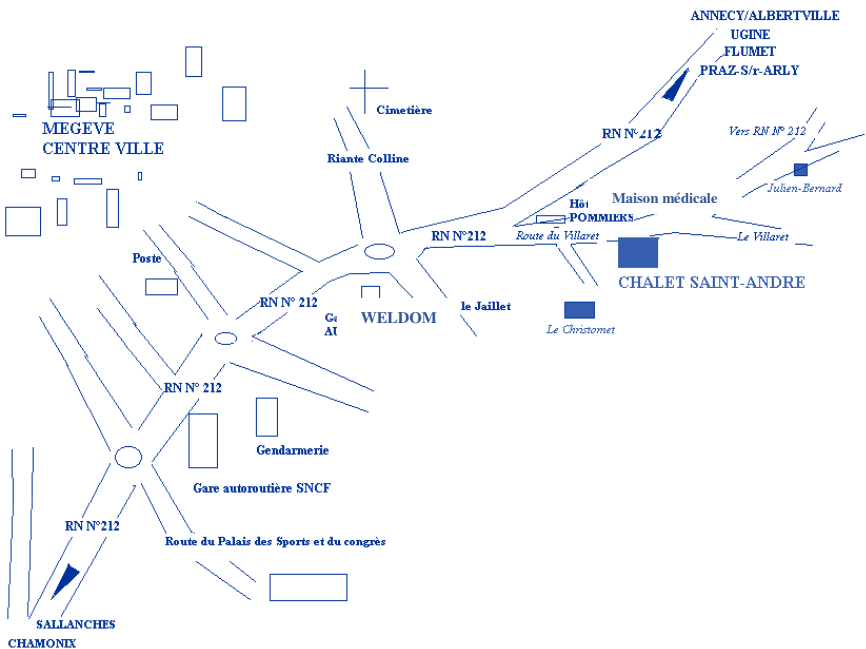 ANNECY/ALBERTVILLE
UGINE
FLUMET
PRAZ-S/r-ARLY
MEGEVE
CENTRE VILLE
Cimetière
RN N°212
Vers RN N° 212
Riante Colline
Julien-Bernard
Maison médicale
Hôt
POMMIERS
RN N°212
Route du Villaret
Le Villaret
Poste
CHALET SAINT-ANDRE
RN N° 212
le Jaillet
WELDOM
AU
Le Christomet
RN N° 212
Gendarmerie
Gare autoroutière SNCF
RN N°212
Route du Palais des Sports et du congrès
SALLANCHES
CHAMONIX